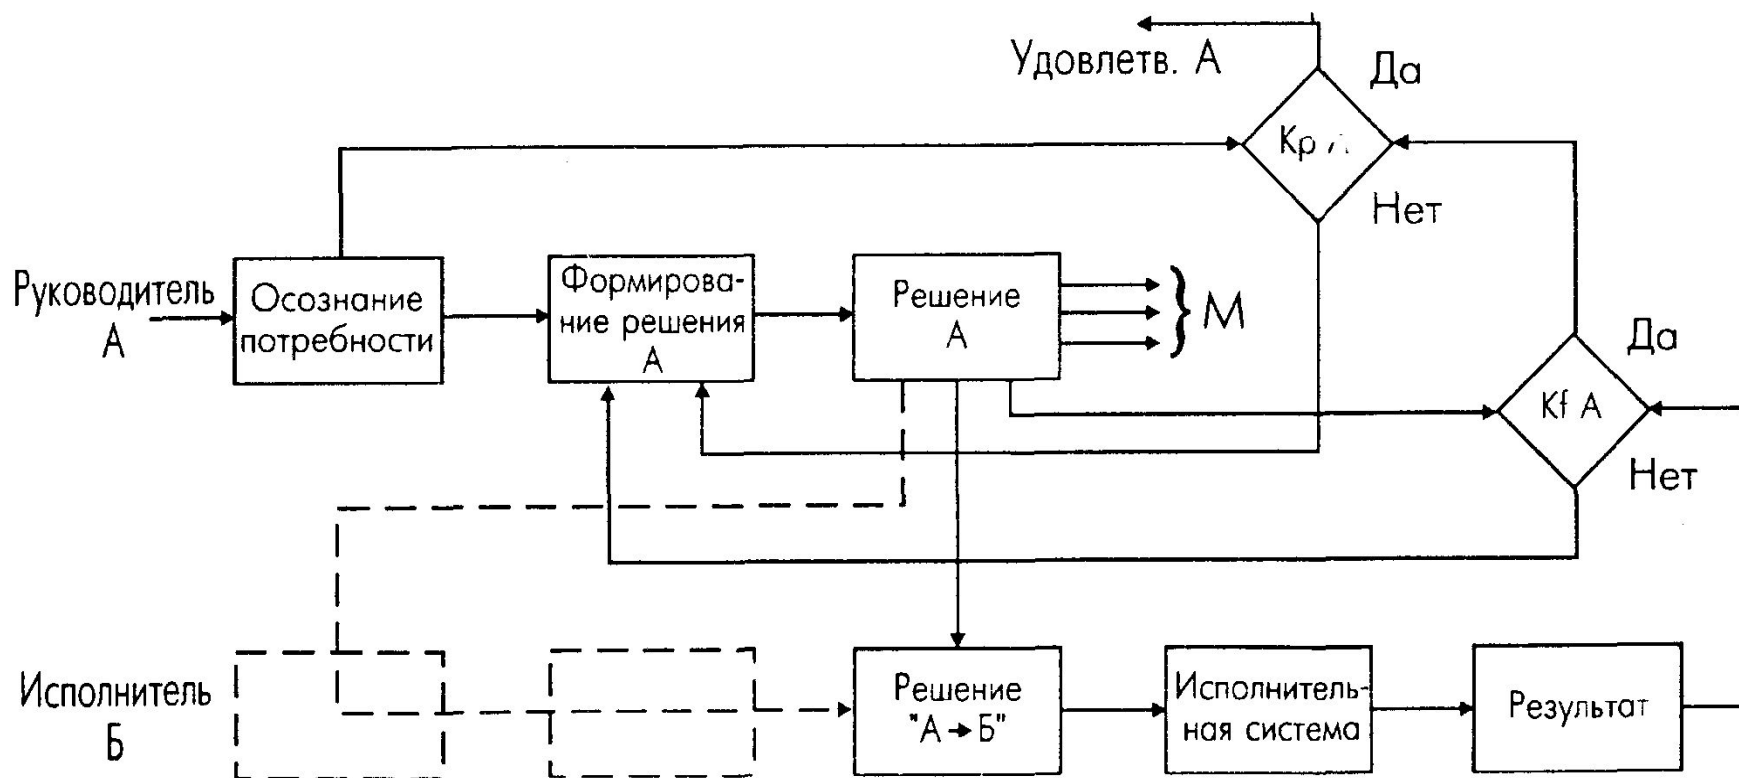 Удовлетв. А
Да
Кр
Нет
Руководитель
А
Осознание
потребности
Формирова-
ние решения
А
Решение
А
М
Да
Kf А
Нет
Исполнитель
Б
Решение
"А→Б"
Исполнитель-
ная система
Результат